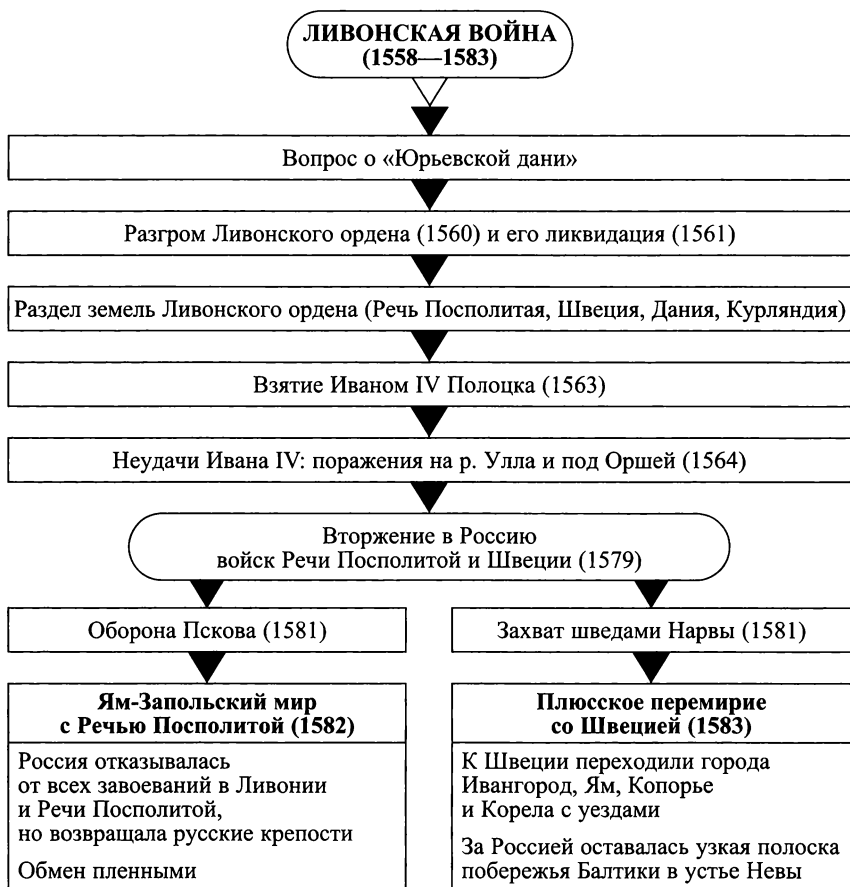 ЛИВОНСКАЯ ВОЙНА
(1558—1583)
Вопрос о «Юрьевской дани»
Разгром Ливонского ордена (1560) и его ликвидация (1561)
Раздел земель Ливонского ордена (Речь Посполитая, Швеция, Дания, Курляндия)
Взятие Иваном IV Полоцка (1563)
Неудачи Ивана IV: поражения на р. Улла и под Оршей (1564)
Вторжение в Россию
войск Речи Посполитой и Швеции (1579)
Оборона Пскова (1581)
Ям-Запольский мир
с Речью Посполитой (1582)
Россия отказывалась
от всех завоеваний в Ливонии
и Речи Посполитой,
но возвращала русские крепости
Обмен пленными
Захват шведами Нарвы (1581)
Плюсское перемирие
со Швецией (1583)
К Швеции переходили города
Ивангород, Ям, Копорье
и Корела с уездами
За Россией оставалась узкая полоска
побережья Балтики в устье Невы